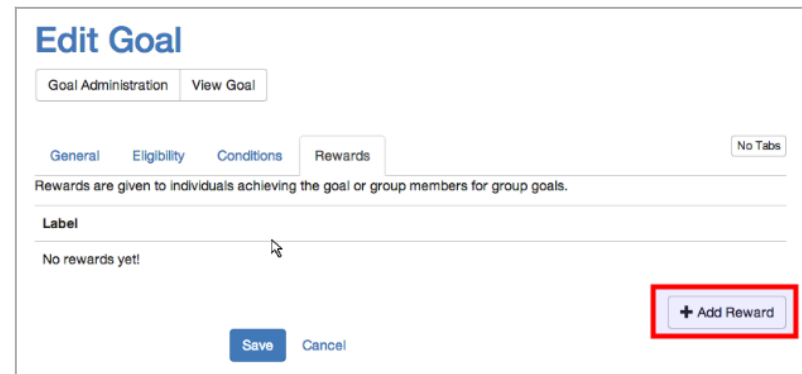 Edit Goal
Goal Administration View Goal
General Eligibility Conditions Rewards No Tabs
Rewards are given to individuals achieving the goal or group members for group goals.
Label
No rewards yet!
+ Add Reward
Save Cancel